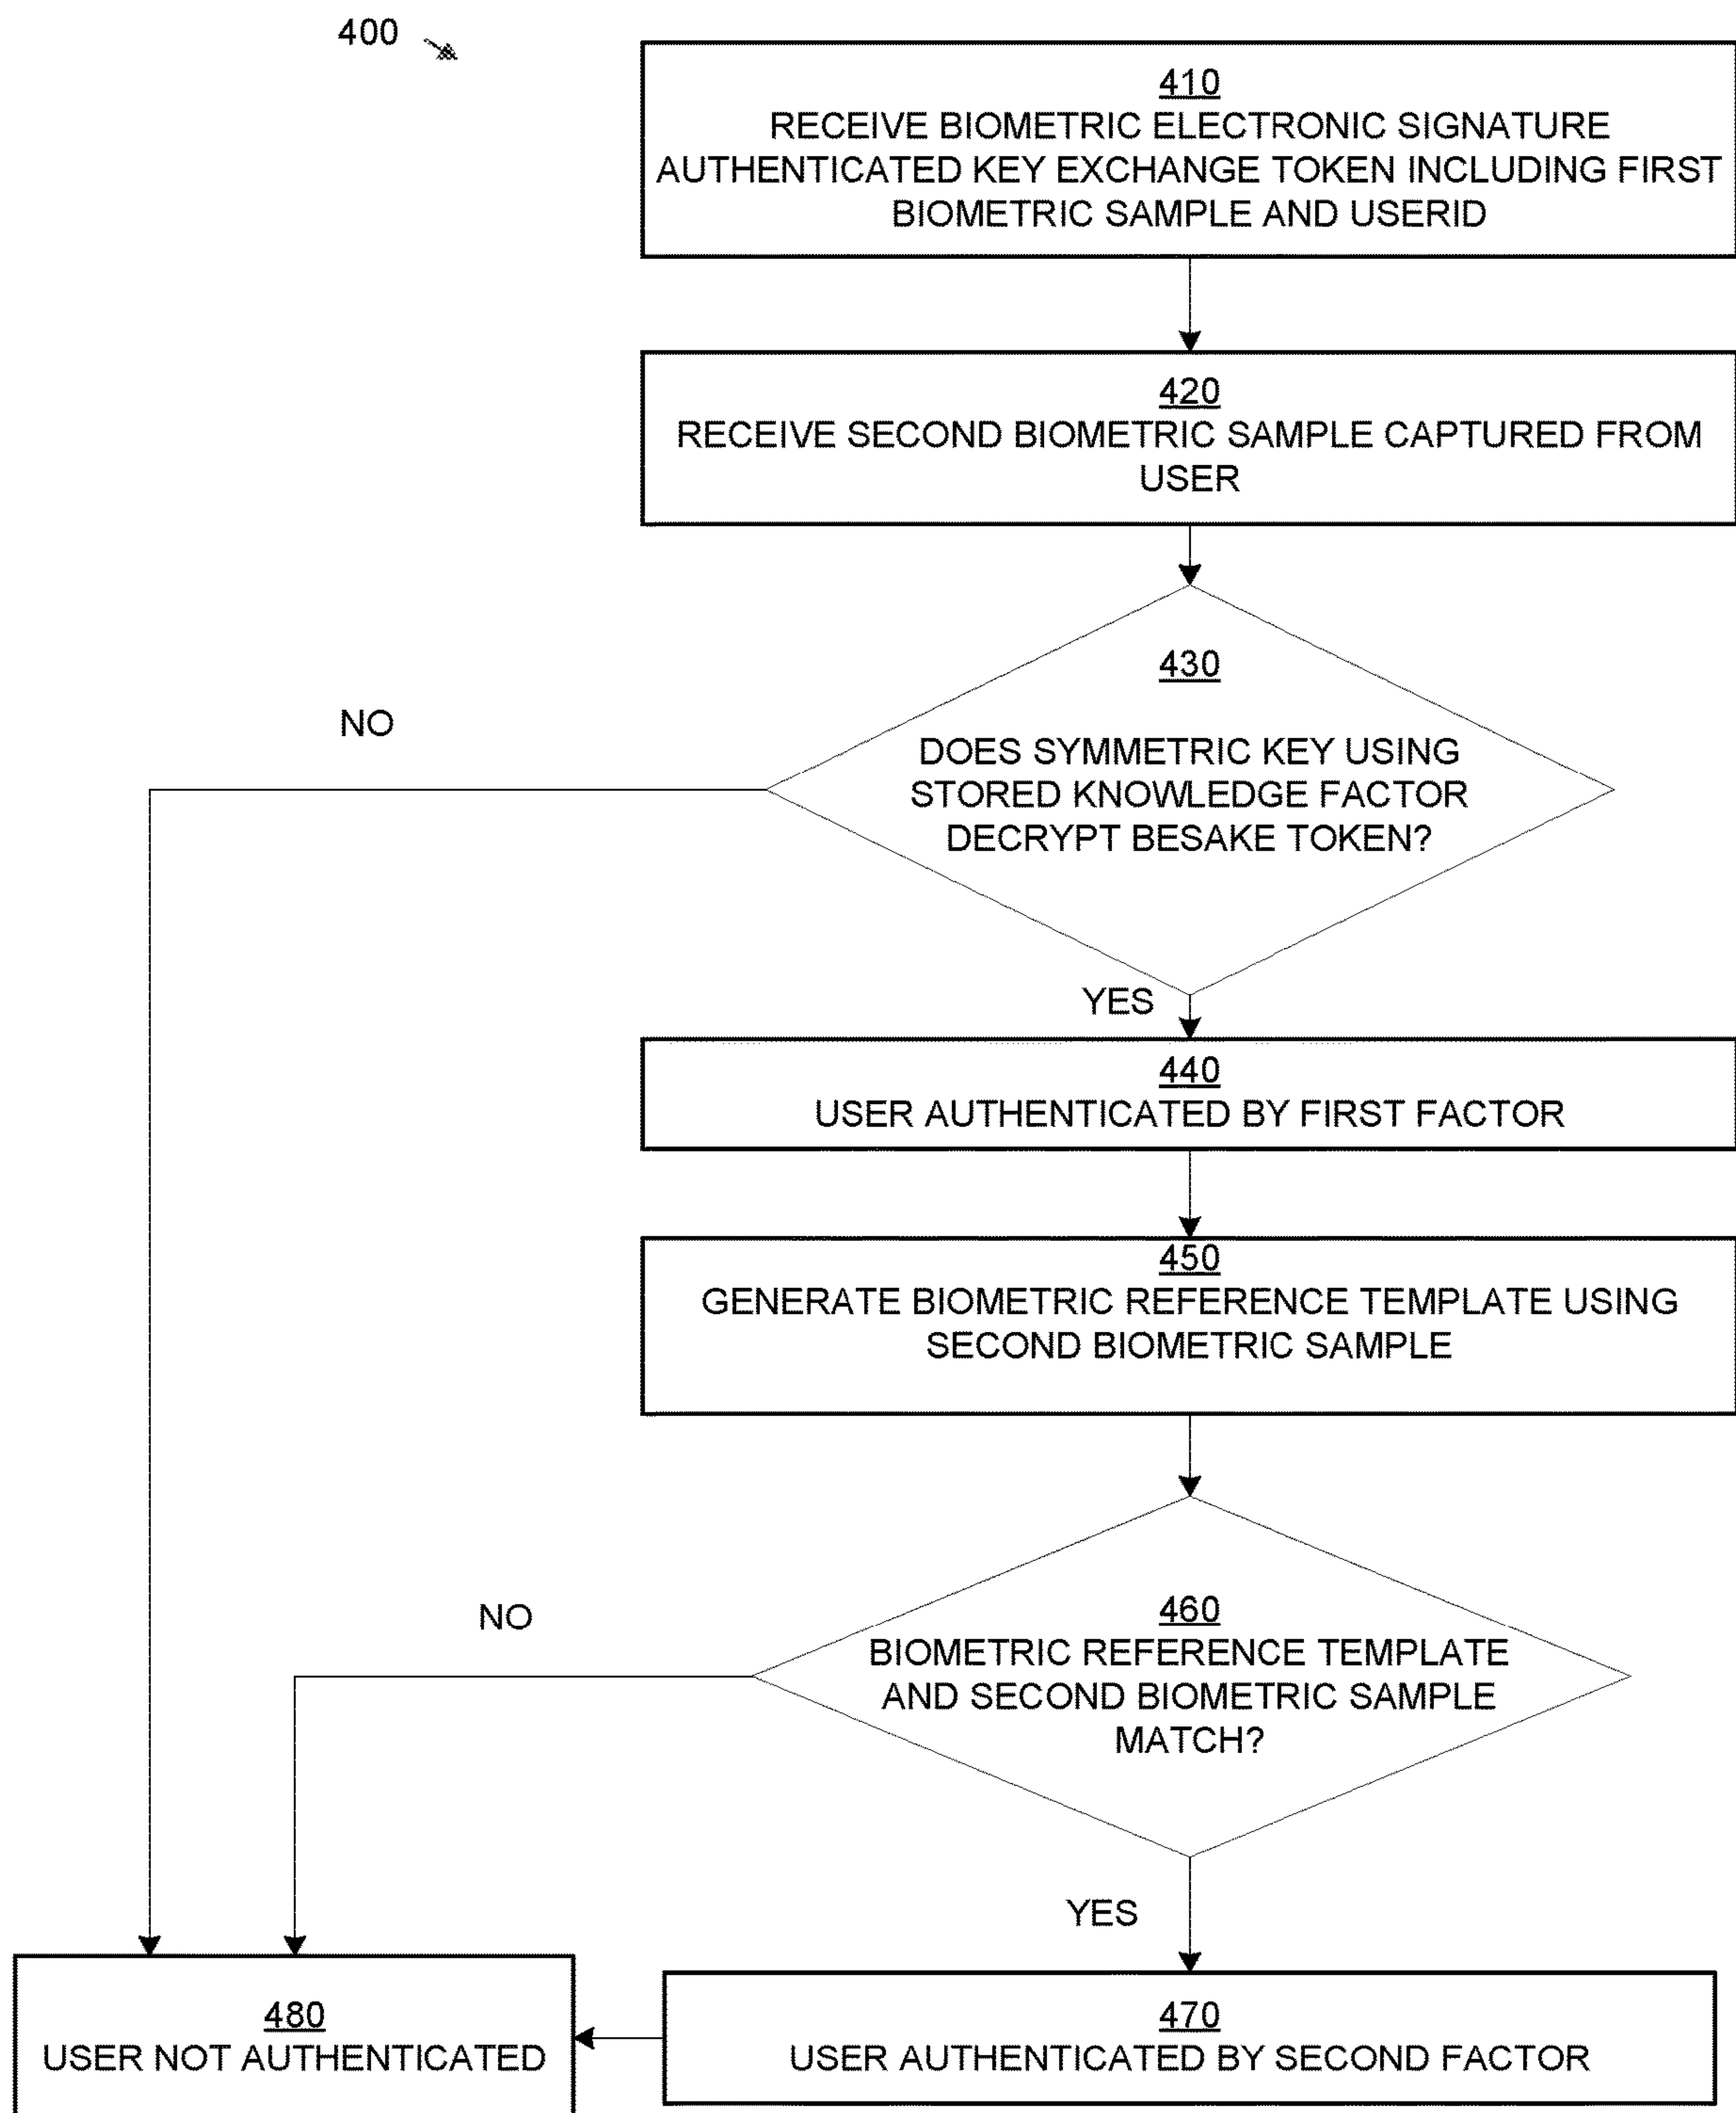 400
410
RECEIVE BIOMETRIC ELECTRONIC SIGNATURE
AUTHENTICATED KEY EXCHANGE TOKEN INCLUDING FIRST
BIOMETRIC SAMPLE AND USERID
420
RECEIVE SECOND BIOMETRIC SAMPLE CAPTURED FROM
USER
430
NO
DOES SYMMETRIC KEY USING
STORED KNOWLEDGE FACTOR
DECRYPT BESAKE TOKEN?
YES
440
USER AUTHENTICATED BY FIRST FACTOR
450
GENERATE BIOMETRIC REFERENCE TEMPLATE USING
SECOND BIOMETRIC SAMPLE
NO
460
BIOMETRIC REFERENCE TEMPLATE
AND SECOND BIOMETRIC SAMPLE
MATCH?
YES
480
USER NOT AUTHENTICATED
470
USER AUTHENTICATED BY SECOND FACTOR